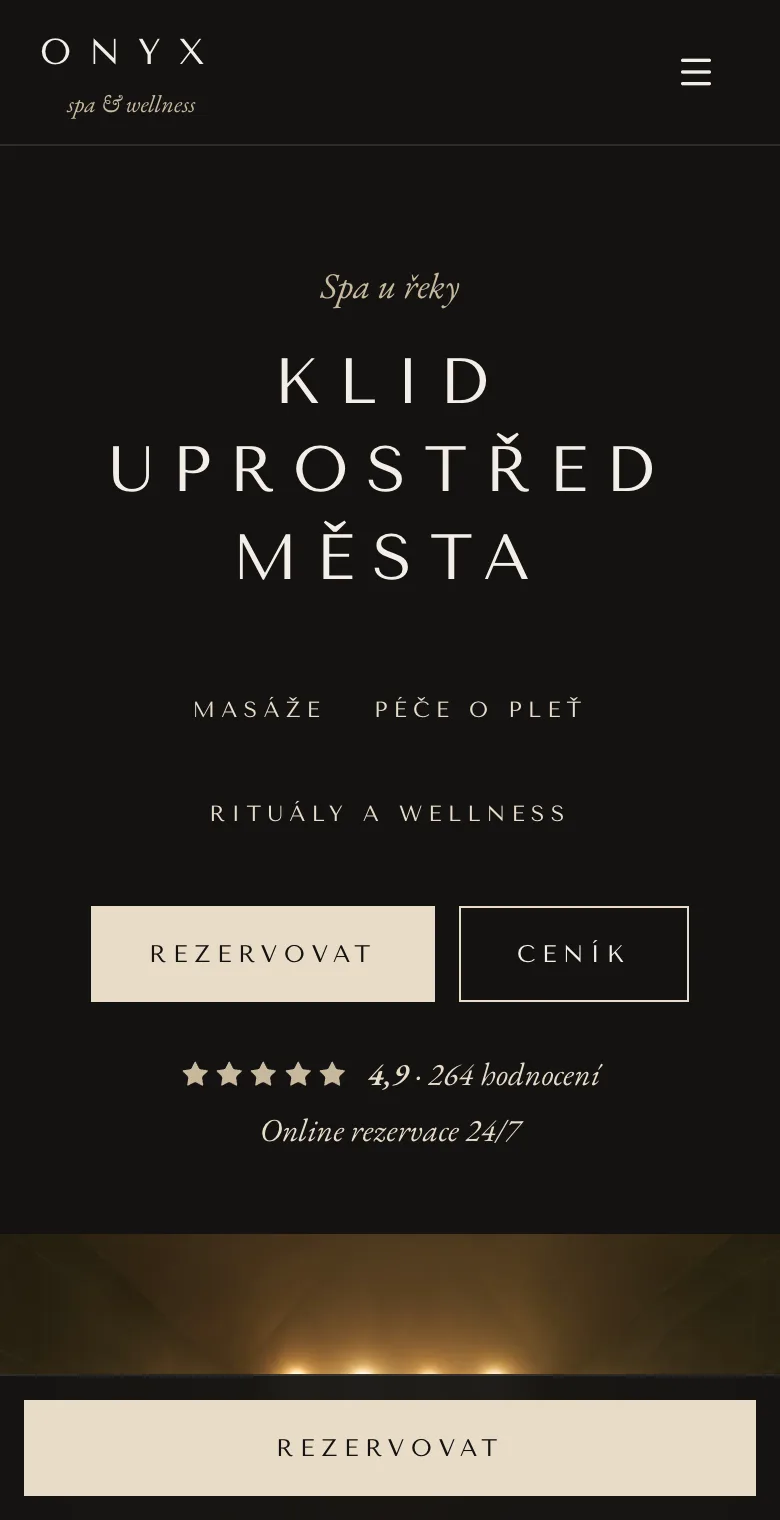 ONYX
spa & wellness
Spa u řeky
KLID
UPROSTŘED
MĚSTA
MASÁŽE PÉČE O PLEŤ
RITUÁLY A WELLNESS
REZERVOVAT CENÍK
4,9 · 264 hodnocení
Online rezervace 24/7
REZERVOVAT